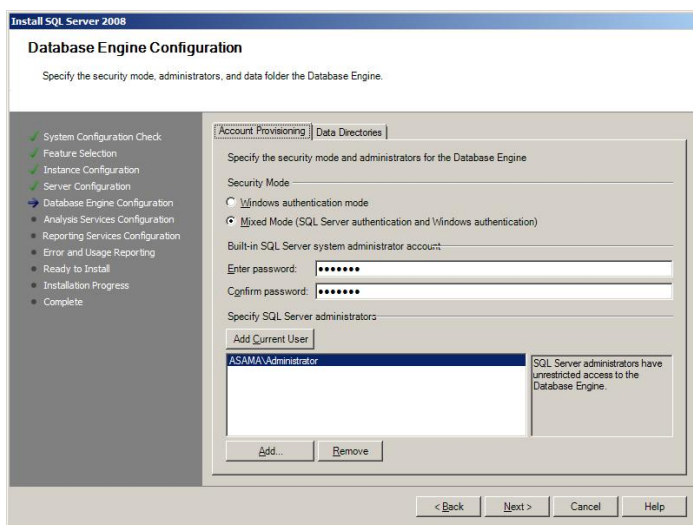 Install SQL Server 2008
Database Engine Configuration
Specify the security mode, administrators, and data folder the Database Engine.
System Configuration Check
Feature Selection
Instance Configuration
Server Configuration
Database Engine Configuration
Analysis Services Configuration
Reporting Services Configuration
Error and Usage Reporting
Ready to Install
Installation Progress
Complete
Account Provisioning
Data Directories
Specify the security mode and administrators for the Database Engine
Security Mode
Windows authentication mode
Mixed Mode (SQL Server authentication and Windows authentication)
Built-in SQL Server system administrator account
Enter password: •••••••
Confirm password: •••••••
Specify SQL Server administrators
Add Current User
ASAMA\Administrator
SQL Server administrators have
unrestricted access to the
Database Engine.
Add... Remove
< Back Next > Cancel Help